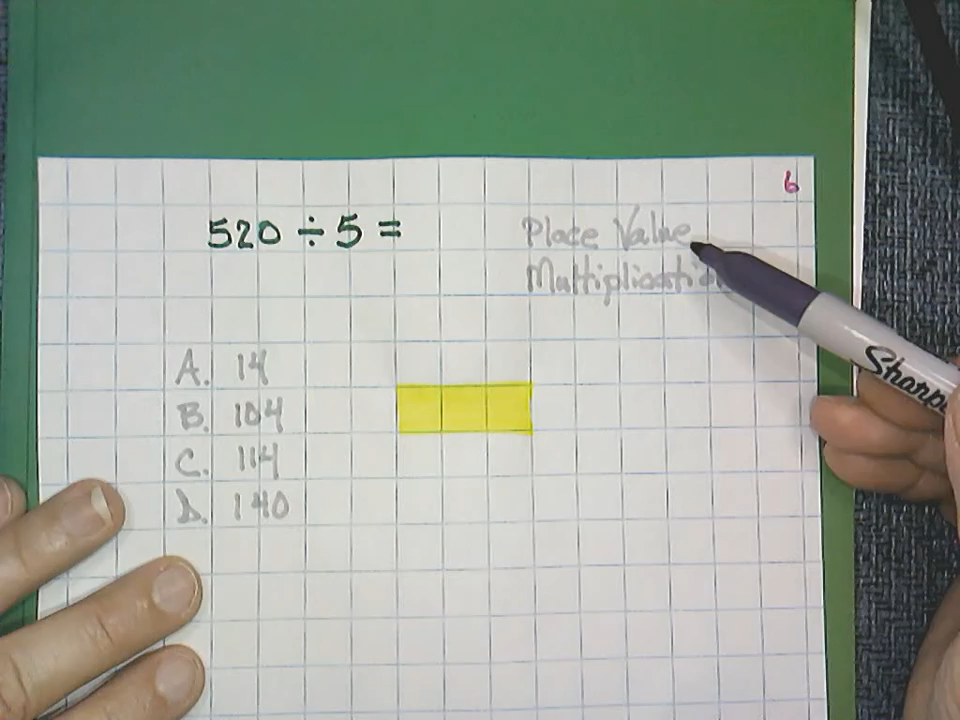 6
520 ÷ 5 =
Place Value
Multiplication
A. 14
B. 104
C. 114
D. 140
Sharpie